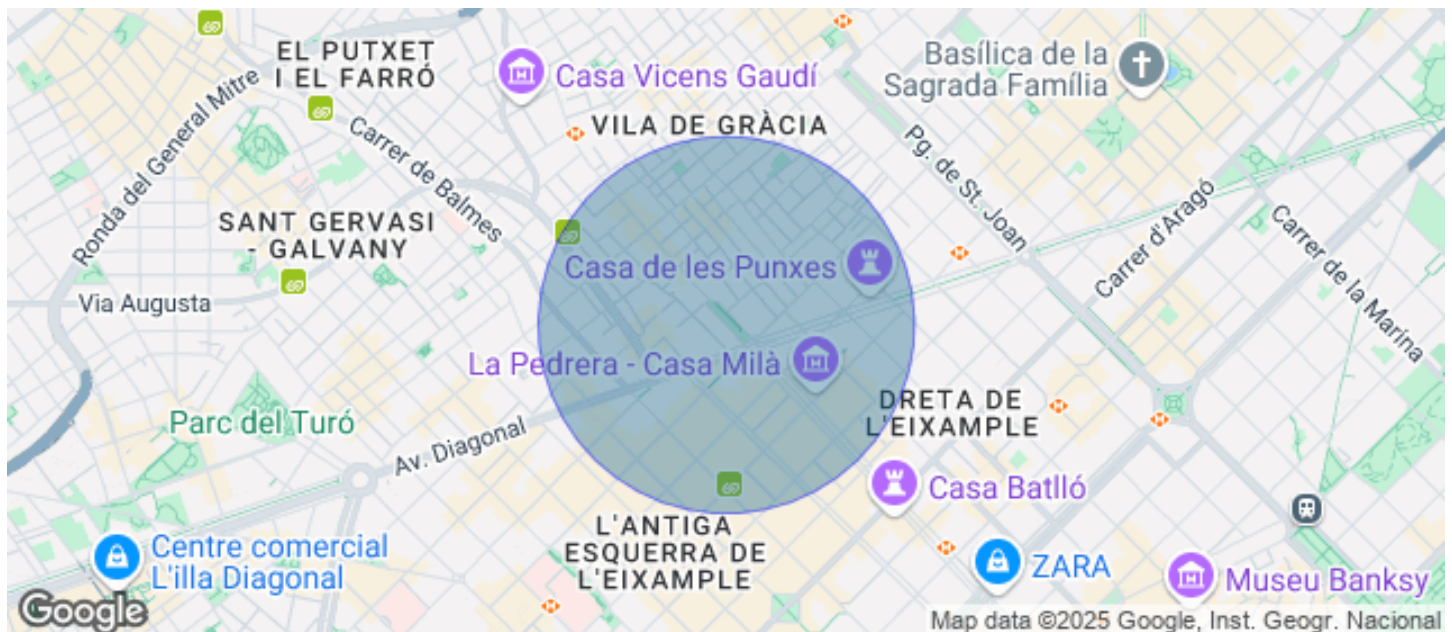 EL PUTXET
I EL FARRÓ
Casa Vicens Gaudí
Basílica de la
Sagrada Família
VILA DE GRÀCIA
Ronda del General Mitre
Carrer de Balmes
Pg. de St. Joan
Carrer d'Aragó
Carrer de la Marina
SANT GERVASI
- GALVANY
Casa de les Punxes
Via Augusta
La Pedrera - Casa Milà
Parc del Turó
Av. Diagonal
DRETA DE
L'EIXAMPLE
Casa Batlló
L'ANTIGA
ESQUERRA DE
L'EIXAMPLE
Centre comercial
L'illa Diagonal
ZARA
Museu Banksy
Google
Map data ©2025 Google, Inst. Geogr. Nacional